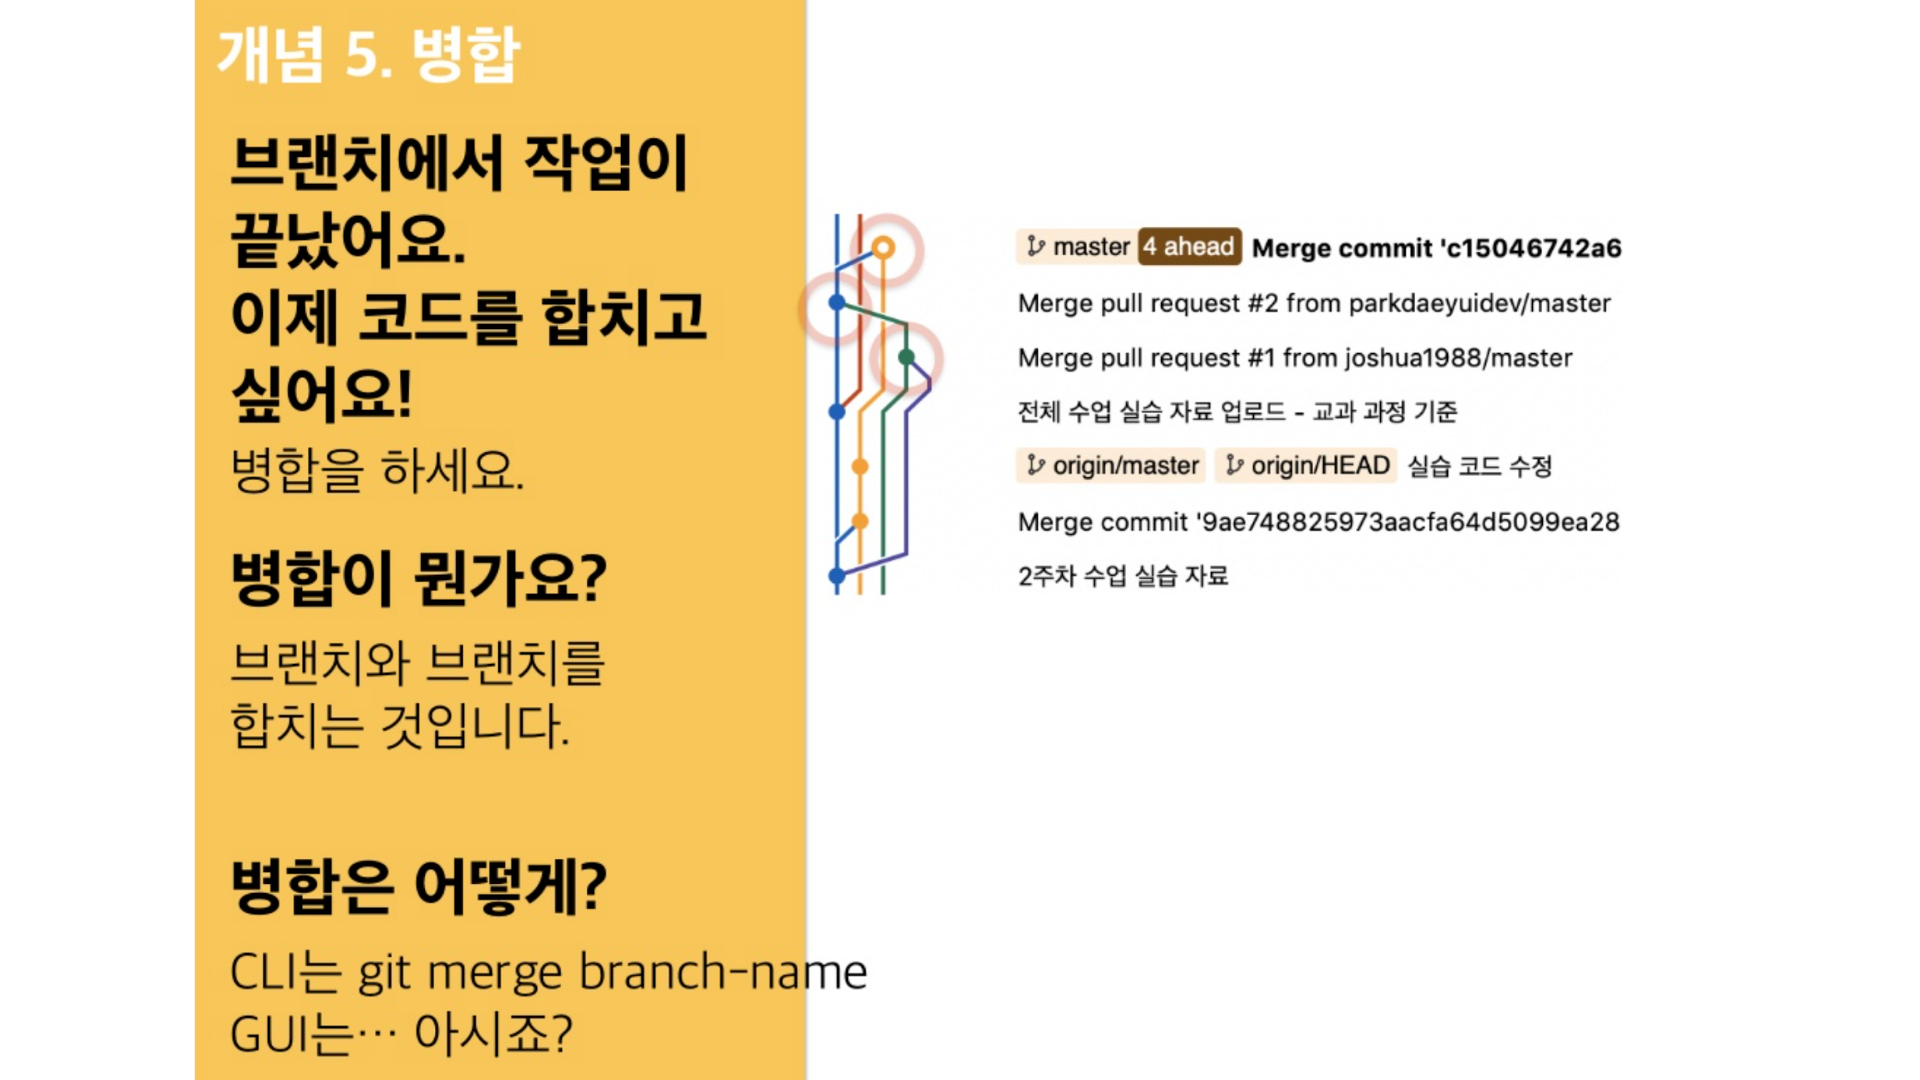 개념 5. 병합
브랜치에서 작업이
끝났어요.
이제 코드를 합치고
싶어요!
병합을 하세요.
병합이 뭔가요?
브랜치와 브랜치를
합치는 것입니다.
병합은 어떻게?
CLI는 git merge branch-name
GUI는… 아시죠?
master 4 ahead Merge commit 'c15046742a6
Merge pull request #2 from parkdaeyuidev/master
Merge pull request #1 from joshua1988/master
전체 수업 실습 자료 업로드 - 교과 과정 기준
origin/master origin/HEAD 실습 코드 수정
Merge commit '9ae748825973aacfa64d5099ea28
2주차 수업 실습 자료